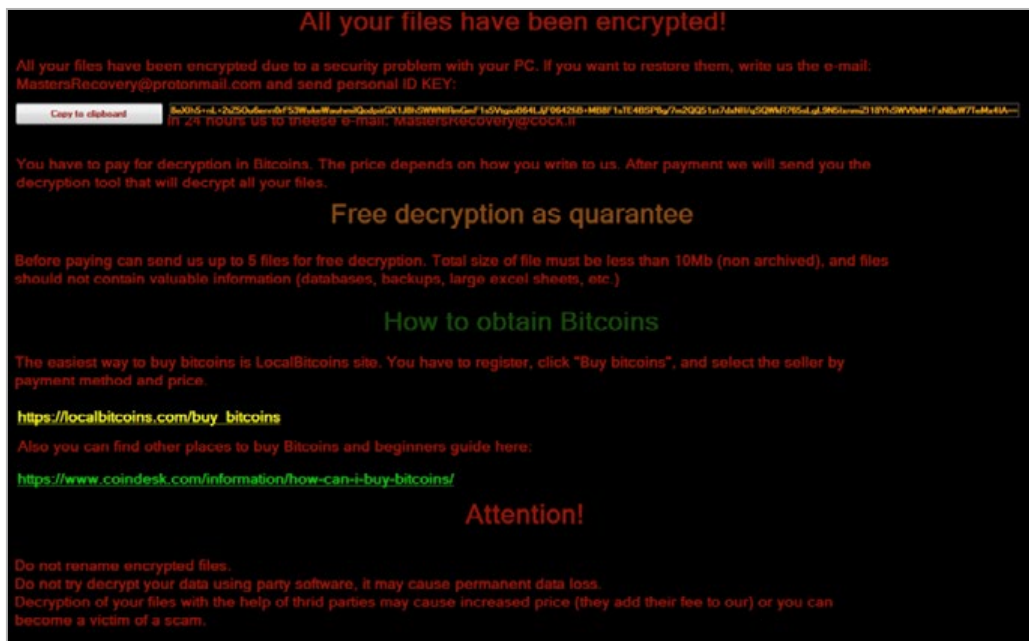 All your files have been encrypted!
All your files have been encrypted due to a security problem with your PC. If you want to restore them, write us the e-mail:
MastersRecovery@protonmail.com and send personal ID KEY:
Copy to clipboard
In 24 hours us to theese e-mail: MastersRecovery@cock.li
You have to pay for decryption in Bitcoins. The price depends on how you write to us. After payment we will send you the
decryption tool that will decrypt all your files.
Free decryption as quarantee
Before paying can send us up to 5 files for free decryption. Total size of file must be less than 10Mb (non archived), and files
should not contain valuable information (databases, backups, large excel sheets, etc.)
How to obtain Bitcoins
The easiest way to buy bitcoins is LocalBitcoins site. You have to register, click "Buy bitcoins", and select the seller by
payment method and price.
https://localbitcoins.com/buy_bitcoins
Also you can find other places to buy Bitcoins and beginners guide here:
https://www.coindesk.com/information/how-can-i-buy-bitcoins/
Attention!
Do not rename encrypted files.
Do not try decrypt your data using party software, it may cause permanent data loss.
Decryption of your files with the help of thrid parties may cause increased price (they add their fee to our) or you can
become a victim of a scam.